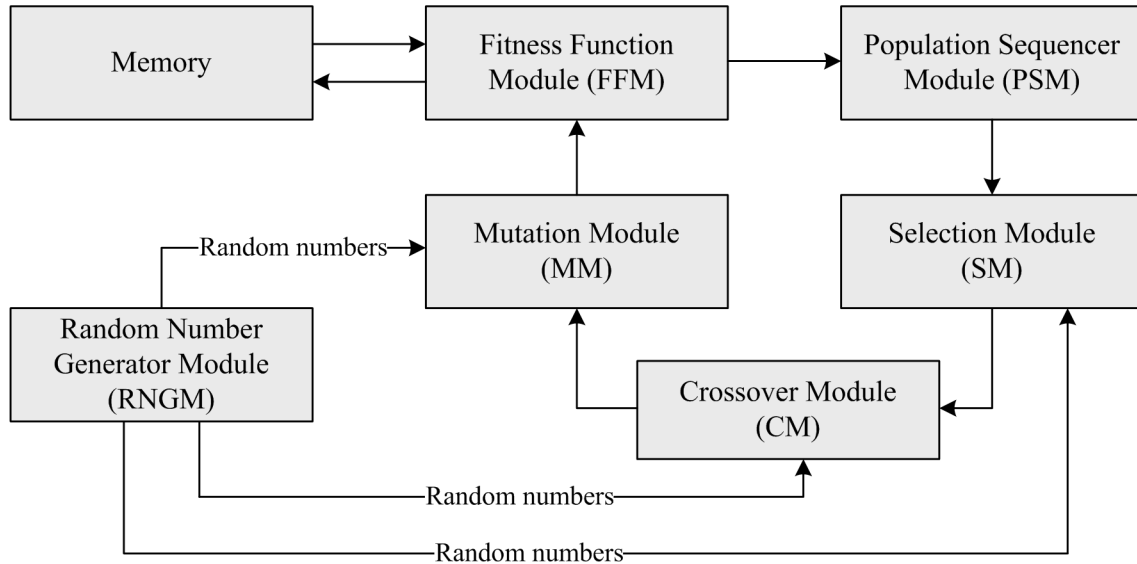 Memory
Fitness Function
Module (FFM)
Population Sequencer
Module (PSM)
Mutation Module
(MM)
Selection Module
(SM)
Random numbers
Random Number
Generator Module
(RNGM)
Crossover Module
(CM)
Random numbers
Random numbers